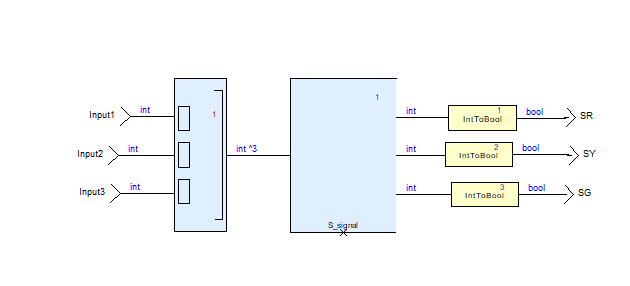 Input1
int
1
Input2
int
Input3
int
int ^3
1
S_signal
int
1
IntToBool
bool
SR
int
2
IntToBool
bool
SY
int
3
IntToBool
bool
SG